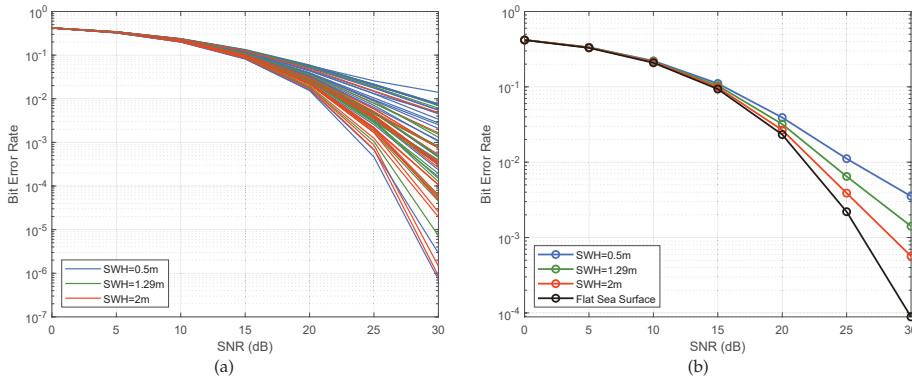 (a)
10^0
10^-1
10^-2
10^-3
10^-4
10^-5
10^-6
10^-7
Bit Error Rate
SWH=0.5m
SWH=1.29m
SWH=2m
0 5 10 15 20 25 30
SNR (dB)
(a)
(b)
10^0
10^-1
10^-2
10^-3
10^-4
Bit Error Rate
SWH=0.5m
SWH=1.29m
SWH=2m
Flat Sea Surface
0 5 10 15 20 25 30
SNR (dB)
(b)